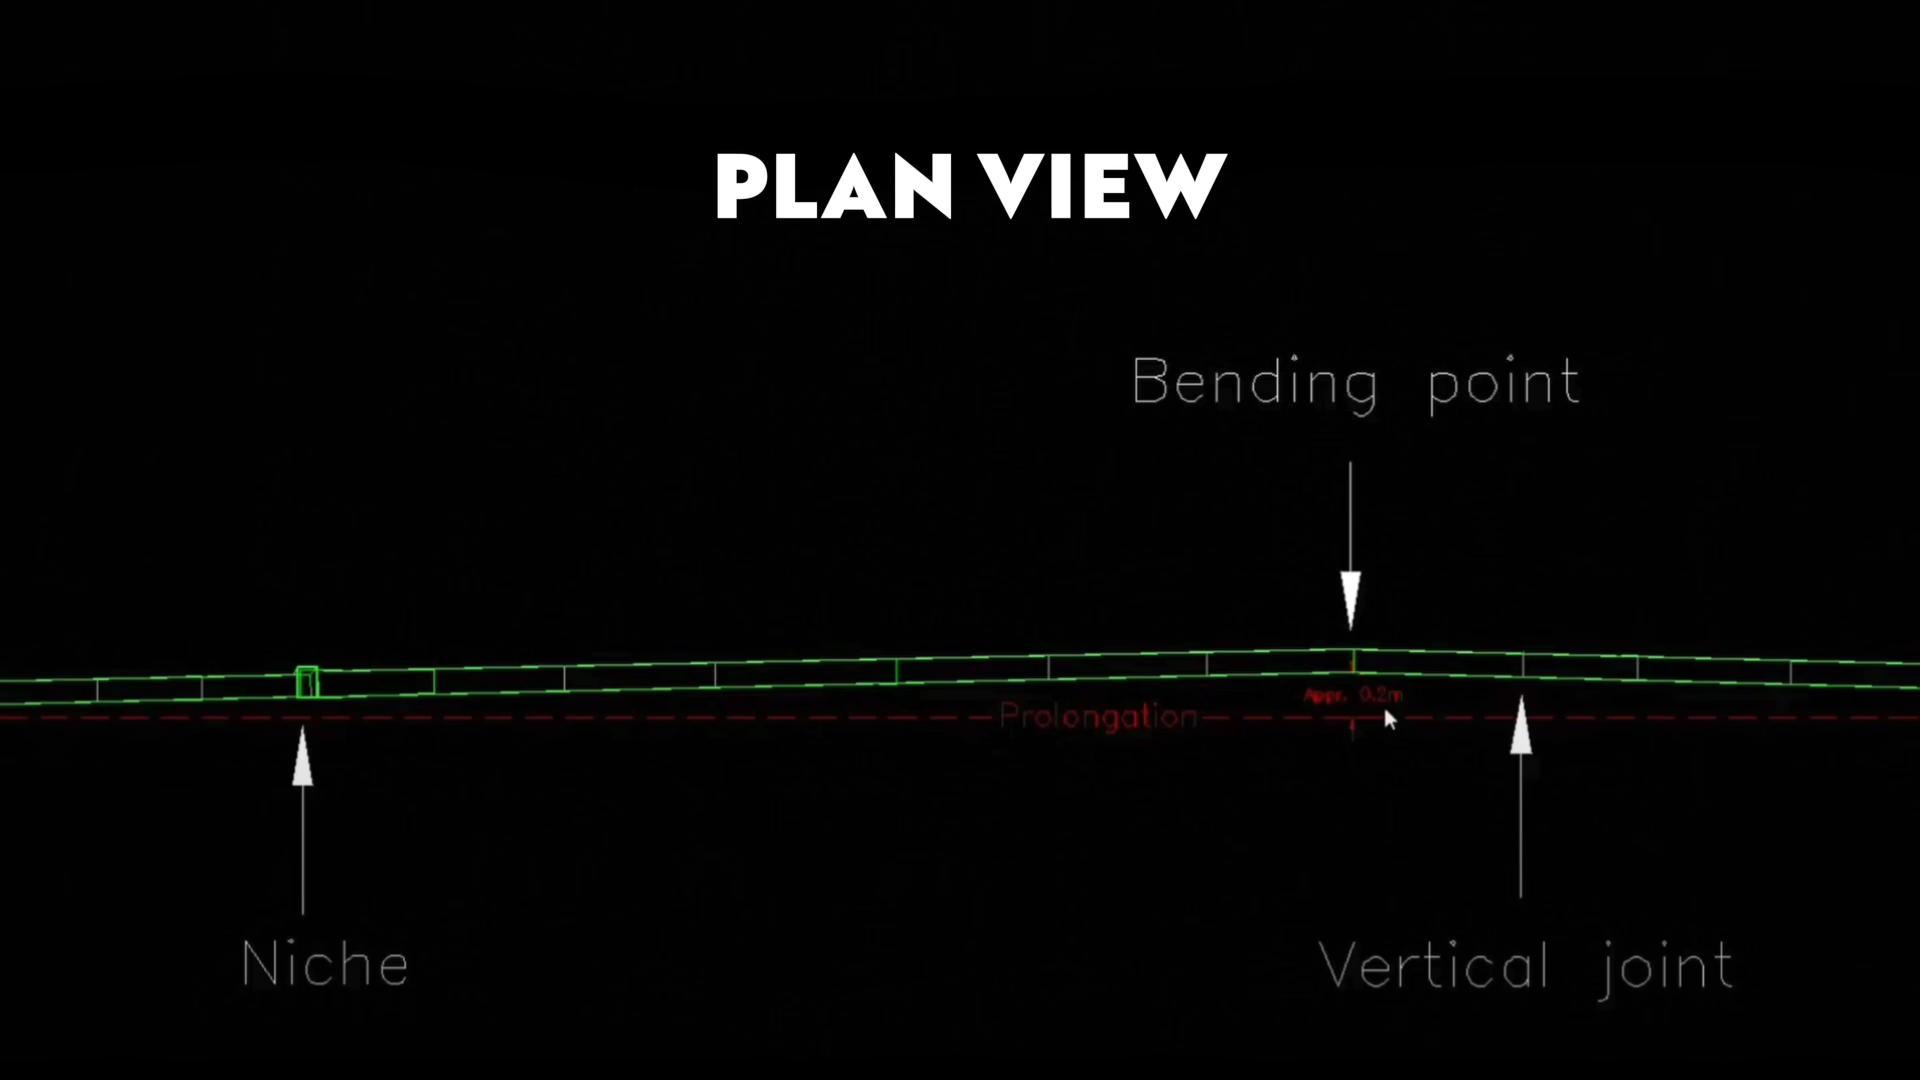 PLAN VIEW
Bending point
Appr. 0.2m
Prolongation
Niche
Vertical joint